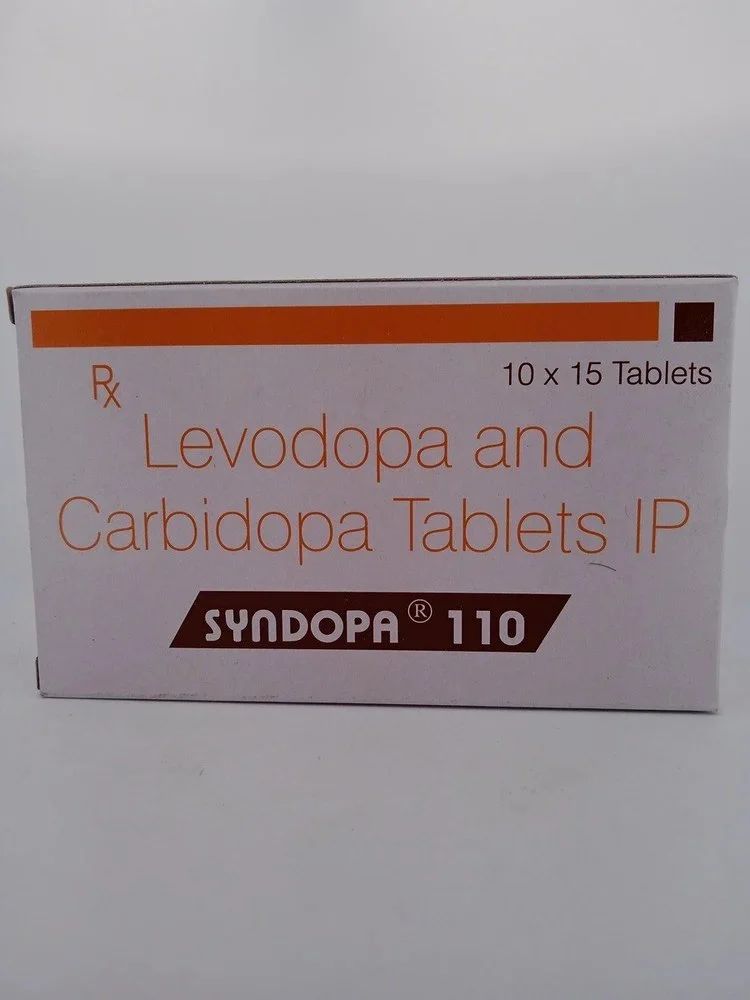 10 x 15 Tablets
Rx
Levodopa and
Carbidopa Tablets IP
SYNDOPA® 110